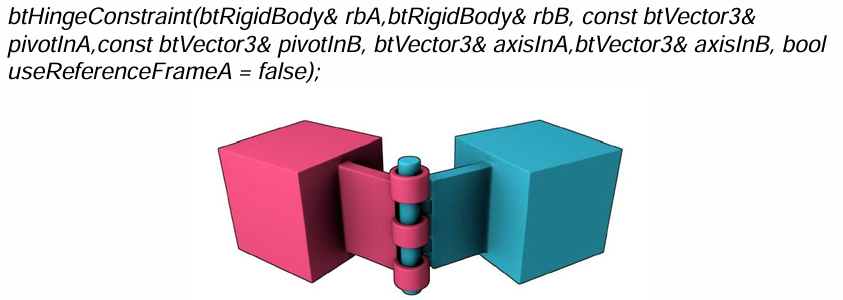 btHingeConstraint(btRigidBody& rbA,btRigidBody& rbB, const btVector3&
pivotInA,const btVector3& pivotInB, btVector3& axisInA,btVector3& axisInB, bool
useReferenceFrameA = false);